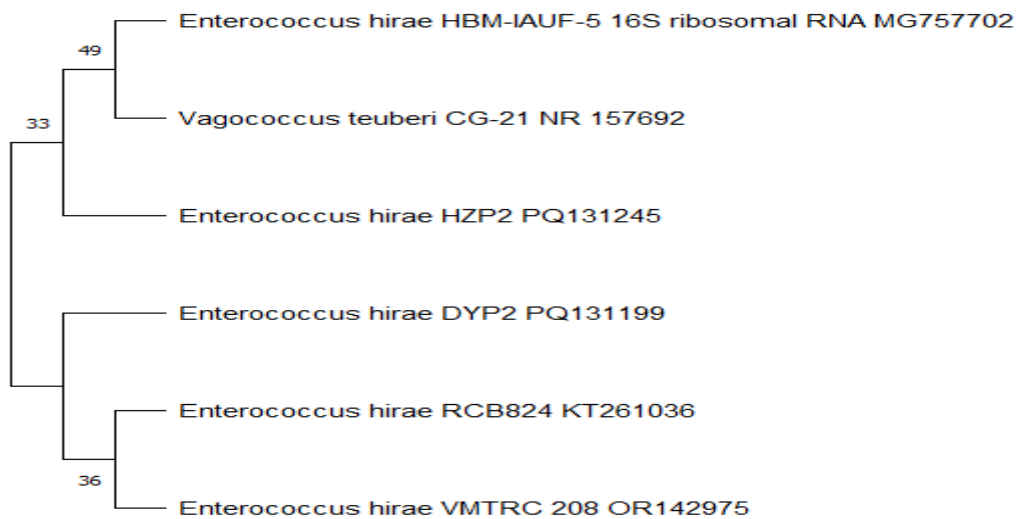 Enterococcus hirae HBM-IAUF-5 16S ribosomal RNA MG757702
49
Vagococcus teuberi CG-21 NR 157692
33
Enterococcus hirae HZP2 PQ131245
Enterococcus hirae DYP2 PQ131199
Enterococcus hirae RCB824 KT261036
36
Enterococcus hirae VMTRC 208 OR142975